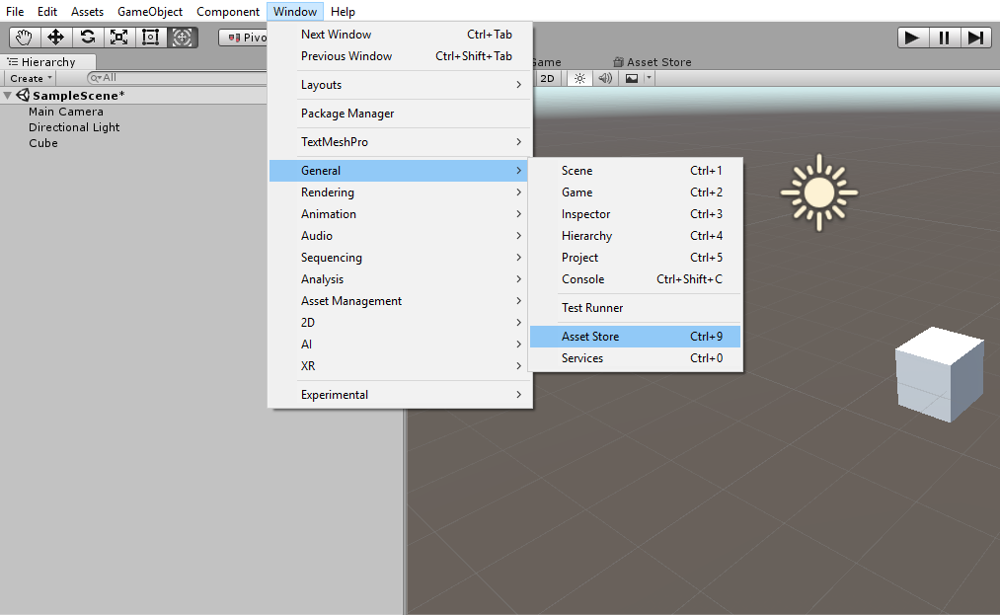 File Edit Assets GameObject Component Window Help
Pivo
Hierarchy
Create
All
SampleScene*
Main Camera
Directional Light
Cube
Next Window Ctrl+Tab
Previous Window Ctrl+Shift+Tab
Layouts
Package Manager
TextMeshPro
General
Rendering
Animation
Audio
Sequencing
Analysis
Asset Management
2D
AI
XR
Experimental
Scene Ctrl+1
Game Ctrl+2
Inspector Ctrl+3
Hierarchy Ctrl+4
Project Ctrl+5
Console Ctrl+Shift+C
Test Runner
Asset Store Ctrl+9
Services Ctrl+0
Game Asset Store
2D